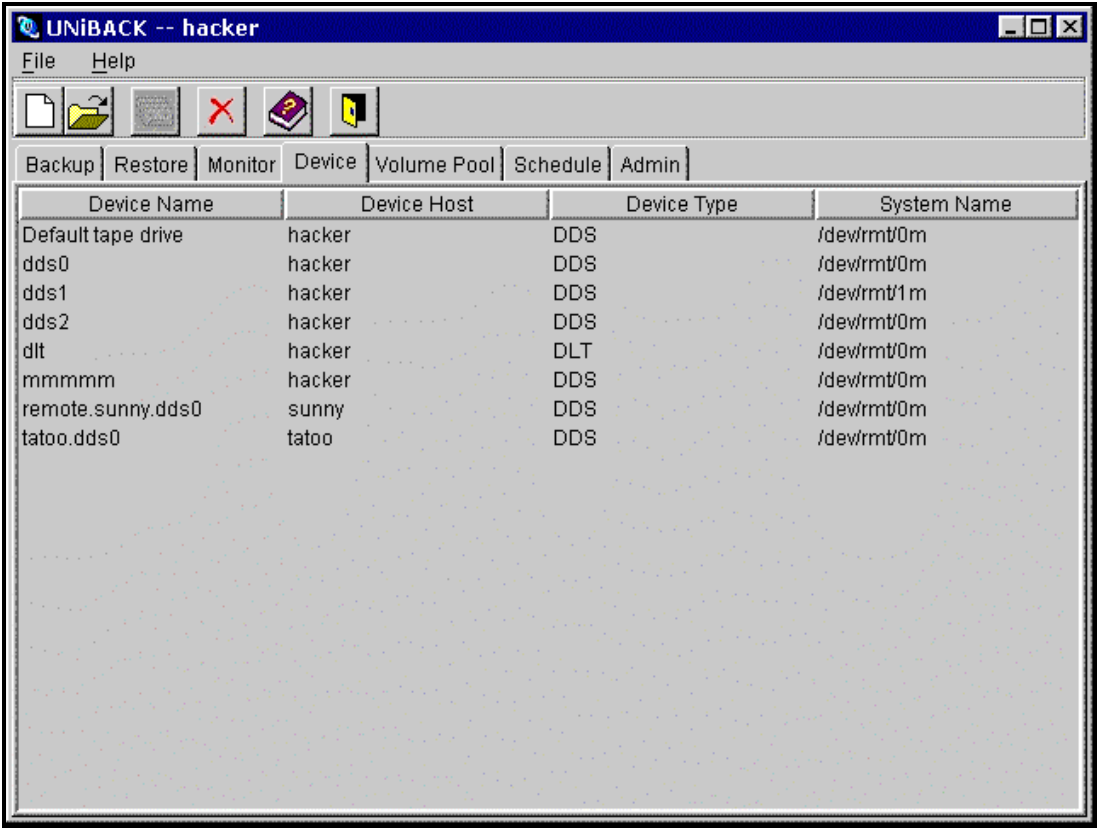 UNiBACK -- hacker
File Help
Backup Restore Monitor Device Volume Pool Schedule Admin
Device Name Device Host Device Type System Name
Default tape drive hacker DDS /dev/rmt/0m
dds0 hacker DDS /dev/rmt/0m
dds1 hacker DDS /dev/rmt/1m
dds2 hacker DDS /dev/rmt/0m
dlt hacker DLT /dev/rmt/0m
mmmmm hacker DDS /dev/rmt/0m
remote.sunny.dds0 sunny DDS /dev/rmt/0m
tatoo.dds0 tatoo DDS /dev/rmt/0m